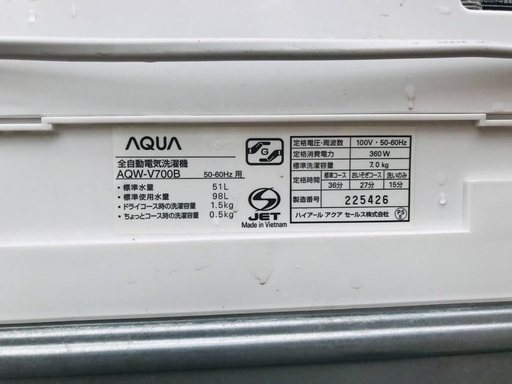 AQUA
全自動電気洗濯機
AQW-V700B 50-60Hz 用
・標準水量 51L
・標準使用水量 98L
・ドライコース時の洗濯容量 1.5kg
・ちょっとコース時の洗濯容量 0.5kg
S JET
Made in Vietnam
定格電圧・周波数 100V・50-60Hz
定格消費電力 360W
標準洗濯容量 7.0kg
定格時間 標準コース おいそぎコース 洗いのみ
36分 27分 15分
製造番号 225426
ハイアール アクア セールス株式会社
PS E